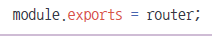 module.exports = router;